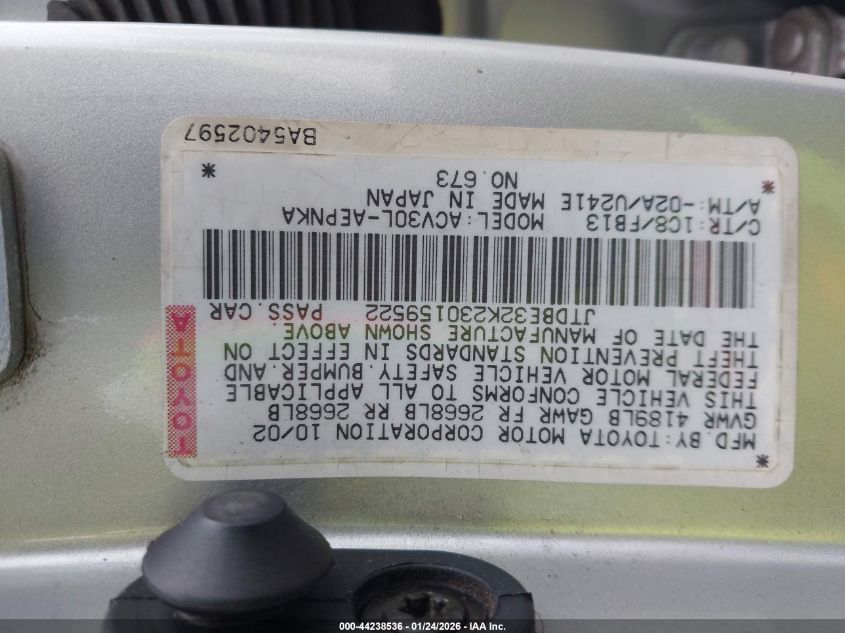 MFD.BY:TOYOTA MOTOR CORPORATION 10/02
GVWR 4189LB GAWR FR 2668LB RR 2668LB
THIS VEHICLE CONFORMS TO ALL APPLICABLE
FEDERAL MOTOR VEHICLE SAFETY,BUMPER,AND
THEFT PREVENTION STANDARDS IN EFFECT ON
THE DATE OF MANUFACTURE SHOWN ABOVE.
JTDBE32K230159522 PASS.CAR
C/TR:1C8/FB13 MODEL:ACV30L-AEPNKA
A/TM:-02A/U241E MADE IN JAPAN
NO.673
BA5402597
TOYOTA
000-44238536 - 01/24/2026 - IAA Inc.